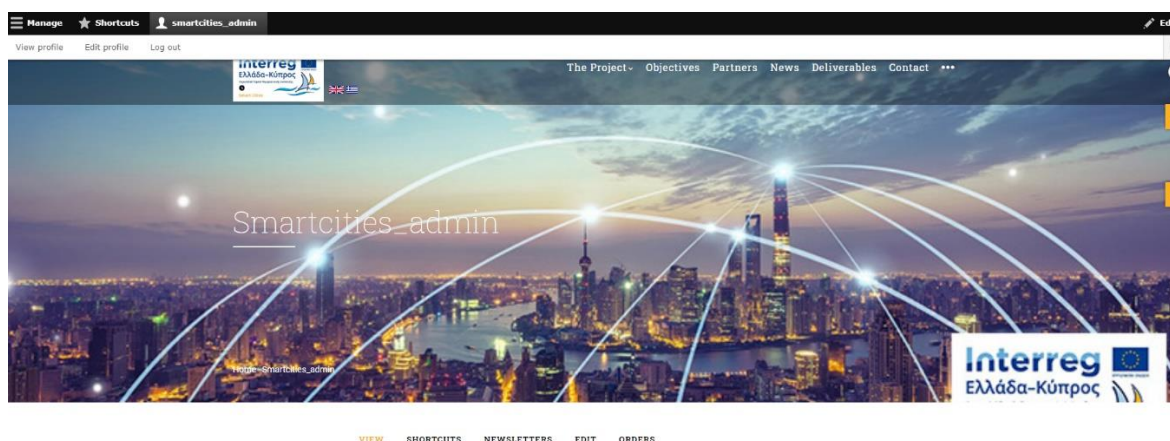 Manage Shortcuts smartcities_admin Ed
View profile Edit profile Log out
Interreg
Ελλάδα-Κύπρος
The Project Objectives Partners News Deliverables Contact •••
Smartcities_admin
Home-Smartcities_admin
Interreg
Ελλάδα-Κύπρος
VIEW SHORTCUTS NEWSLETTERS EDIT ORDERS